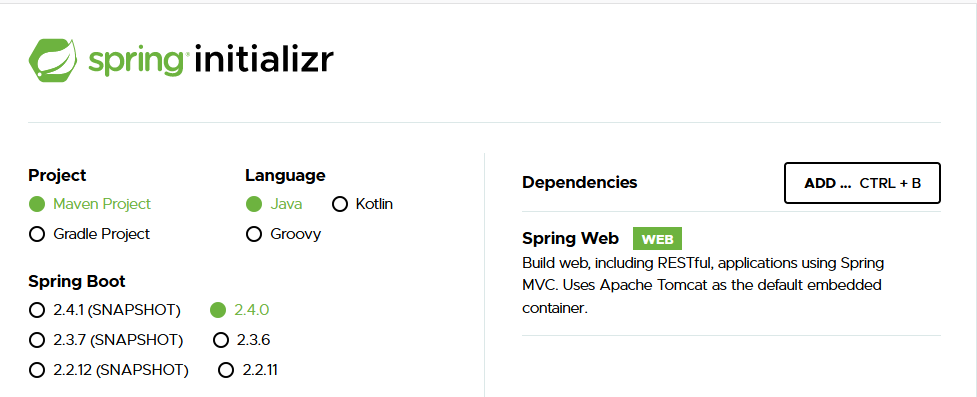 spring initializr
Project
Maven Project
Gradle Project
Language
Java Kotlin
Groovy
Spring Boot
2.4.1 (SNAPSHOT) 2.4.0
2.3.7 (SNAPSHOT) 2.3.6
2.2.12 (SNAPSHOT) 2.2.11
Dependencies
ADD ... CTRL + B
Spring Web WEB
Build web, including RESTful, applications using Spring
MVC. Uses Apache Tomcat as the default embedded
container.